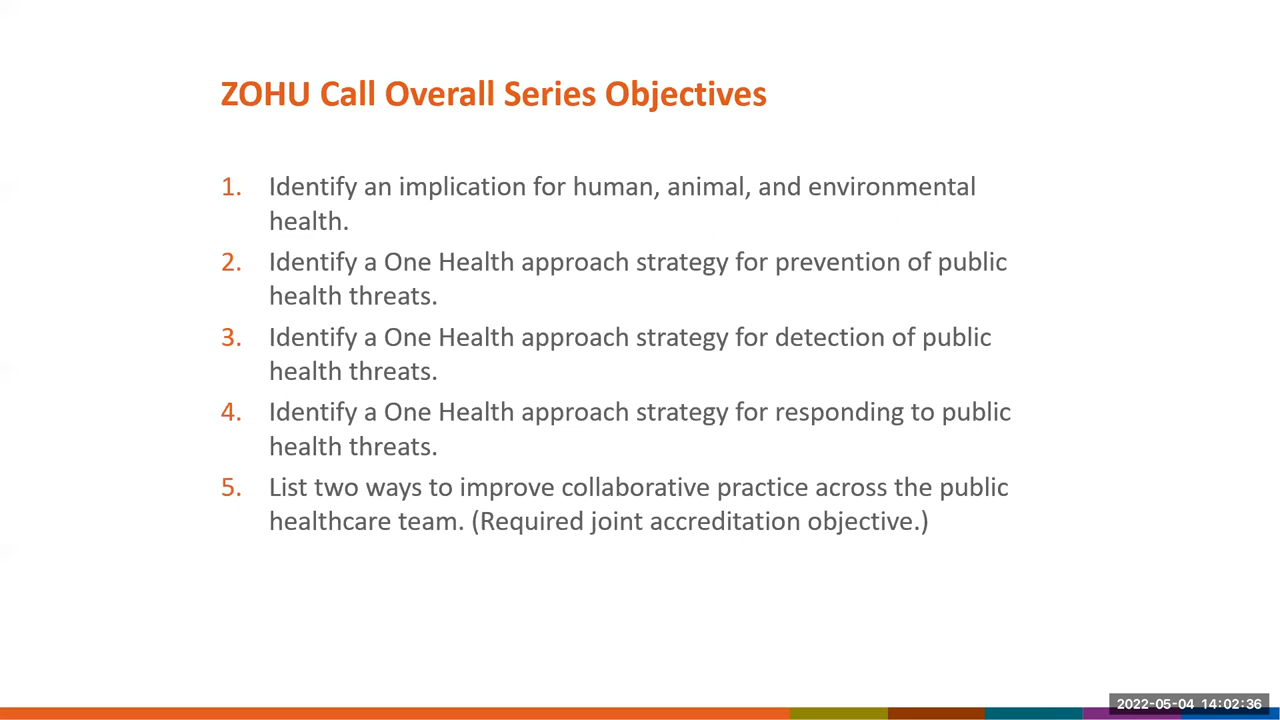 ZOHU Call Overall Series Objectives
1. Identify an implication for human, animal, and environmental
health.
2. Identify a One Health approach strategy for prevention of public
health threats.
3. Identify a One Health approach strategy for detection of public
health threats.
4. Identify a One Health approach strategy for responding to public
health threats.
5. List two ways to improve collaborative practice across the public
healthcare team. (Required joint accreditation objective.)
2022-05-04 14:02:36